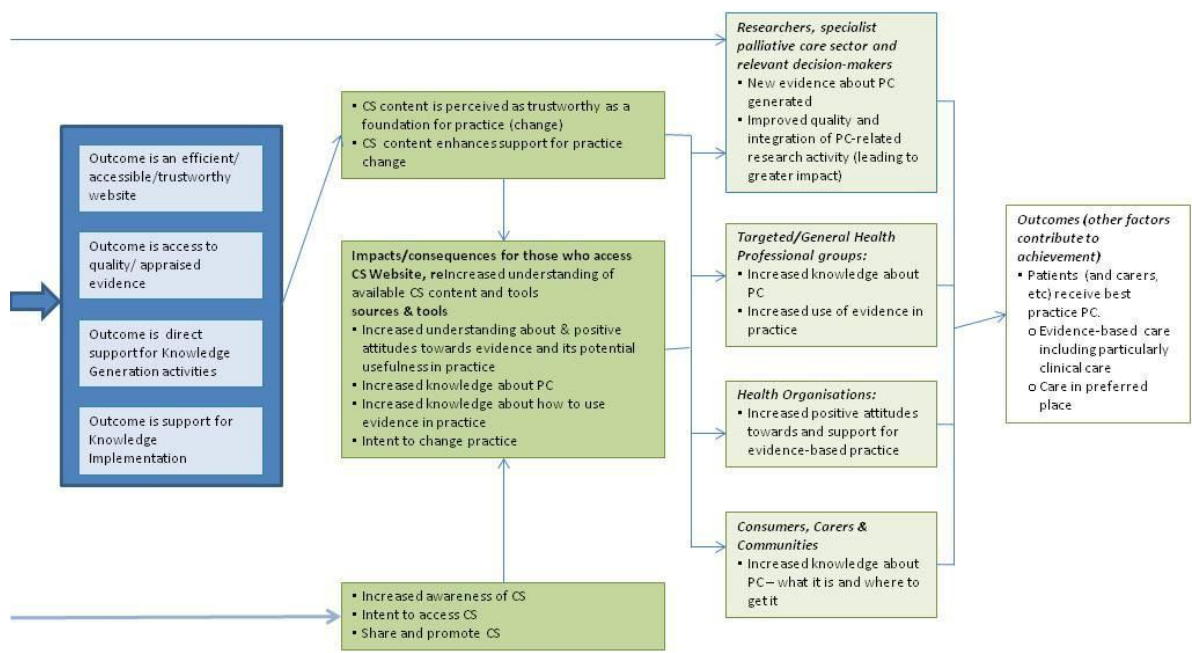 Outcome is an efficient/
accessible/trustworthy
website
Outcome is access to
quality/ appraised
evidence
Outcome is direct
support for Knowledge
Generation activities
Outcome is support for
Knowledge
Implementation
▪ CS content is perceived as trustworthy as a
foundation for practice (change)
▪ CS content enhances support for practice
change
Impacts/consequences for those who access
CS Website, reIncreased understanding of
available CS content and tools
sources & tools
▪ Increased understanding about & positive
attitudes towards evidence and its potential
usefulness in practice
▪ Increased knowledge about PC
▪ Increased knowledge about how to use
evidence in practice
▪ Intent to change practice
▪ Increased awareness of CS
▪ Intent to access CS
▪ Share and promote CS
Researchers, specialist
palliative care sector and
relevant decision-makers
▪ New evidence about PC
generated
▪ Improved quality and
integration of PC-related
research activity (leading to
greater impact)
Targeted/General Health
Professional groups:
▪ Increased knowledge about
PC
▪ Increased use of evidence in
practice
Health Organisations:
▪ Increased positive attitudes
towards and support for
evidence-based practice
Consumers, Carers &
Communities
▪ Increased knowledge about
PC – what it is and where to
get it
Outcomes (other factors
contribute to
achievement)
▪ Patients (and carers,
etc) receive best
practice PC.
o Evidence-based care
including particularly
clinical care
o Care in preferred
place